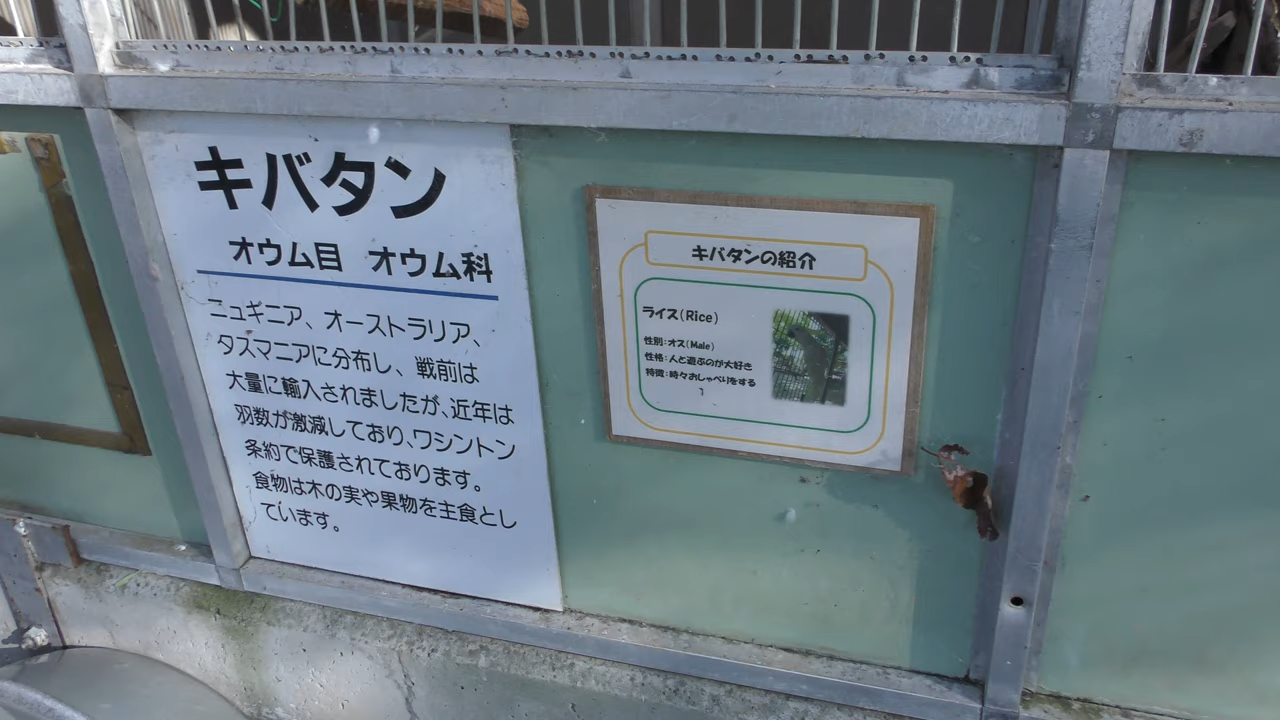 キバタン
オウム目 オウム科
ニュギニア、オーストラリア、
タズマニアに分布し、戦前は
大量に輸入されましたが、近年は
羽数が激減しており、ワシントン
条約で保護されております。
食物は木の実や果物を主食とし
ています。
キバタンの紹介
ライス(Rice)
性別:オス(Male)
性格:人と遊ぶのが大好き
特徴:時々おしゃべりをする